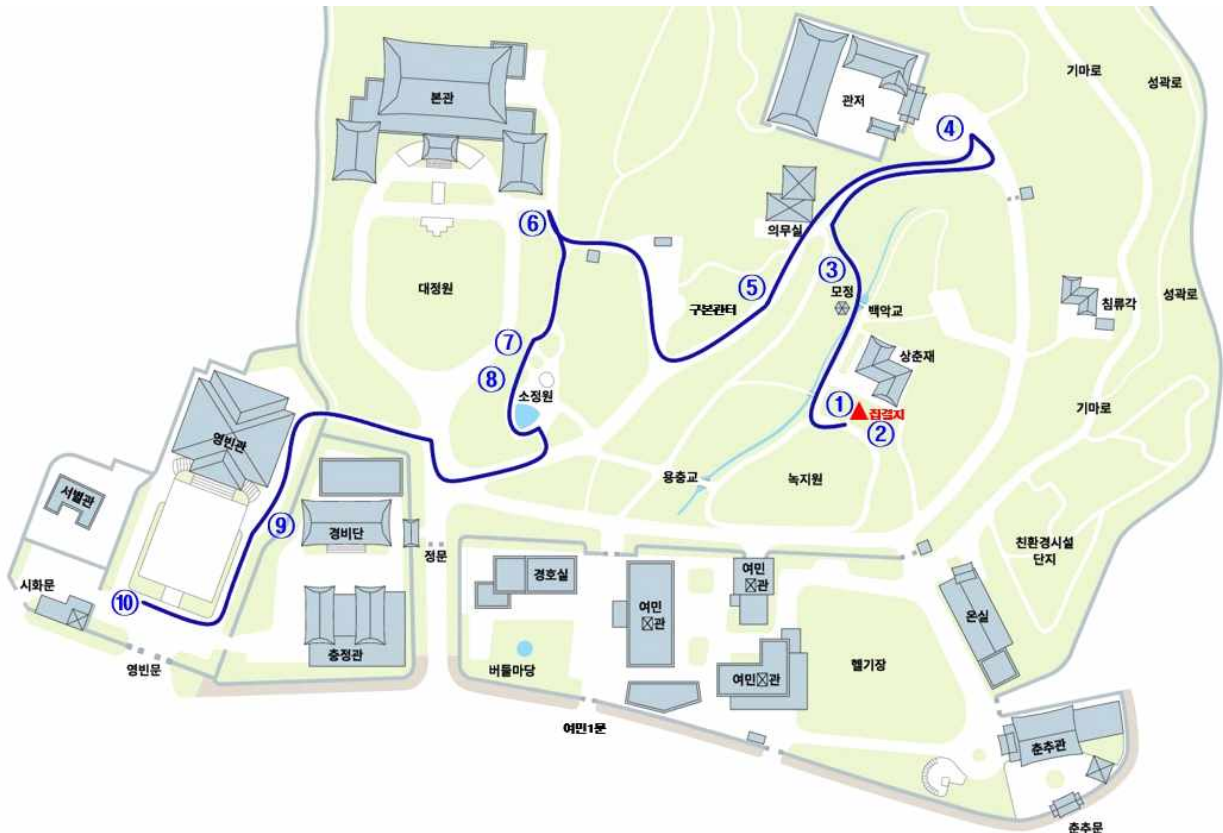 본관
관저
기마로
성곽로
④
⑥
의무실
③
대정원
⑤
모정
백악교
침류각
성곽로
구본관터
⑦
상춘재
⑧
소정원
①
집결지
②
기마로
영빈관
용충교
녹지원
서별관
⑨
경비단
정문
친환경시설
단지
시화문
경호실
여민
관
⑩
여민
관
온실
충정관
영빈문
버들마당
여민 관
헬기장
여민1문
춘추관
춘추문